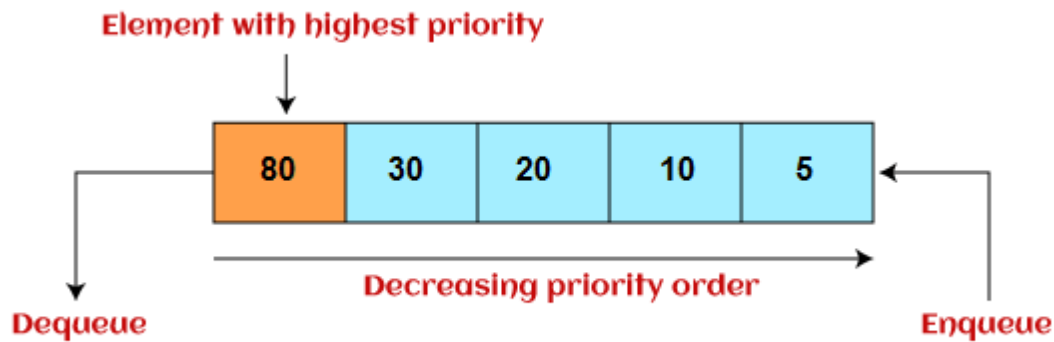 Element with highest priority
80 30 20 10 5
Decreasing priority order
Dequeue
Enqueue